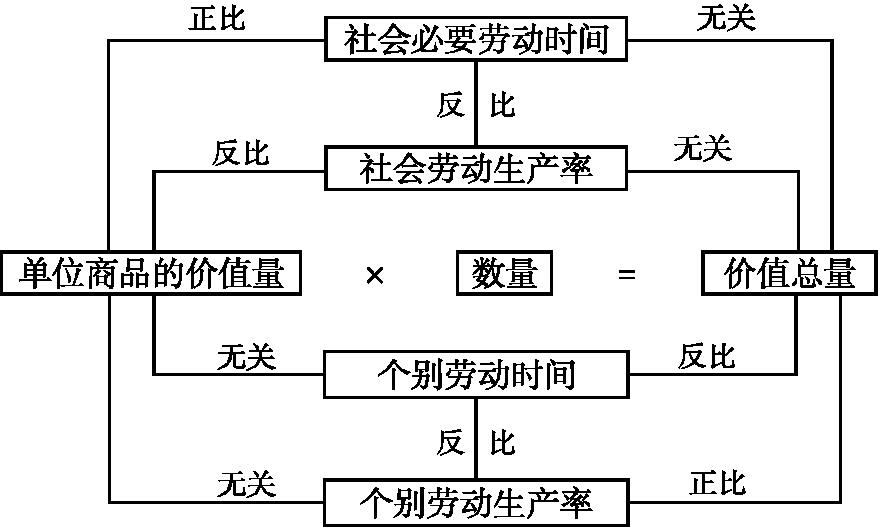 正比 社会必要劳动时间 无关
反 比
反比 社会劳动生产率 无关
单位商品的价值量 × 数量 = 价值总量
无关 个别劳动时间 反比
反 比
无关 个别劳动生产率 正比